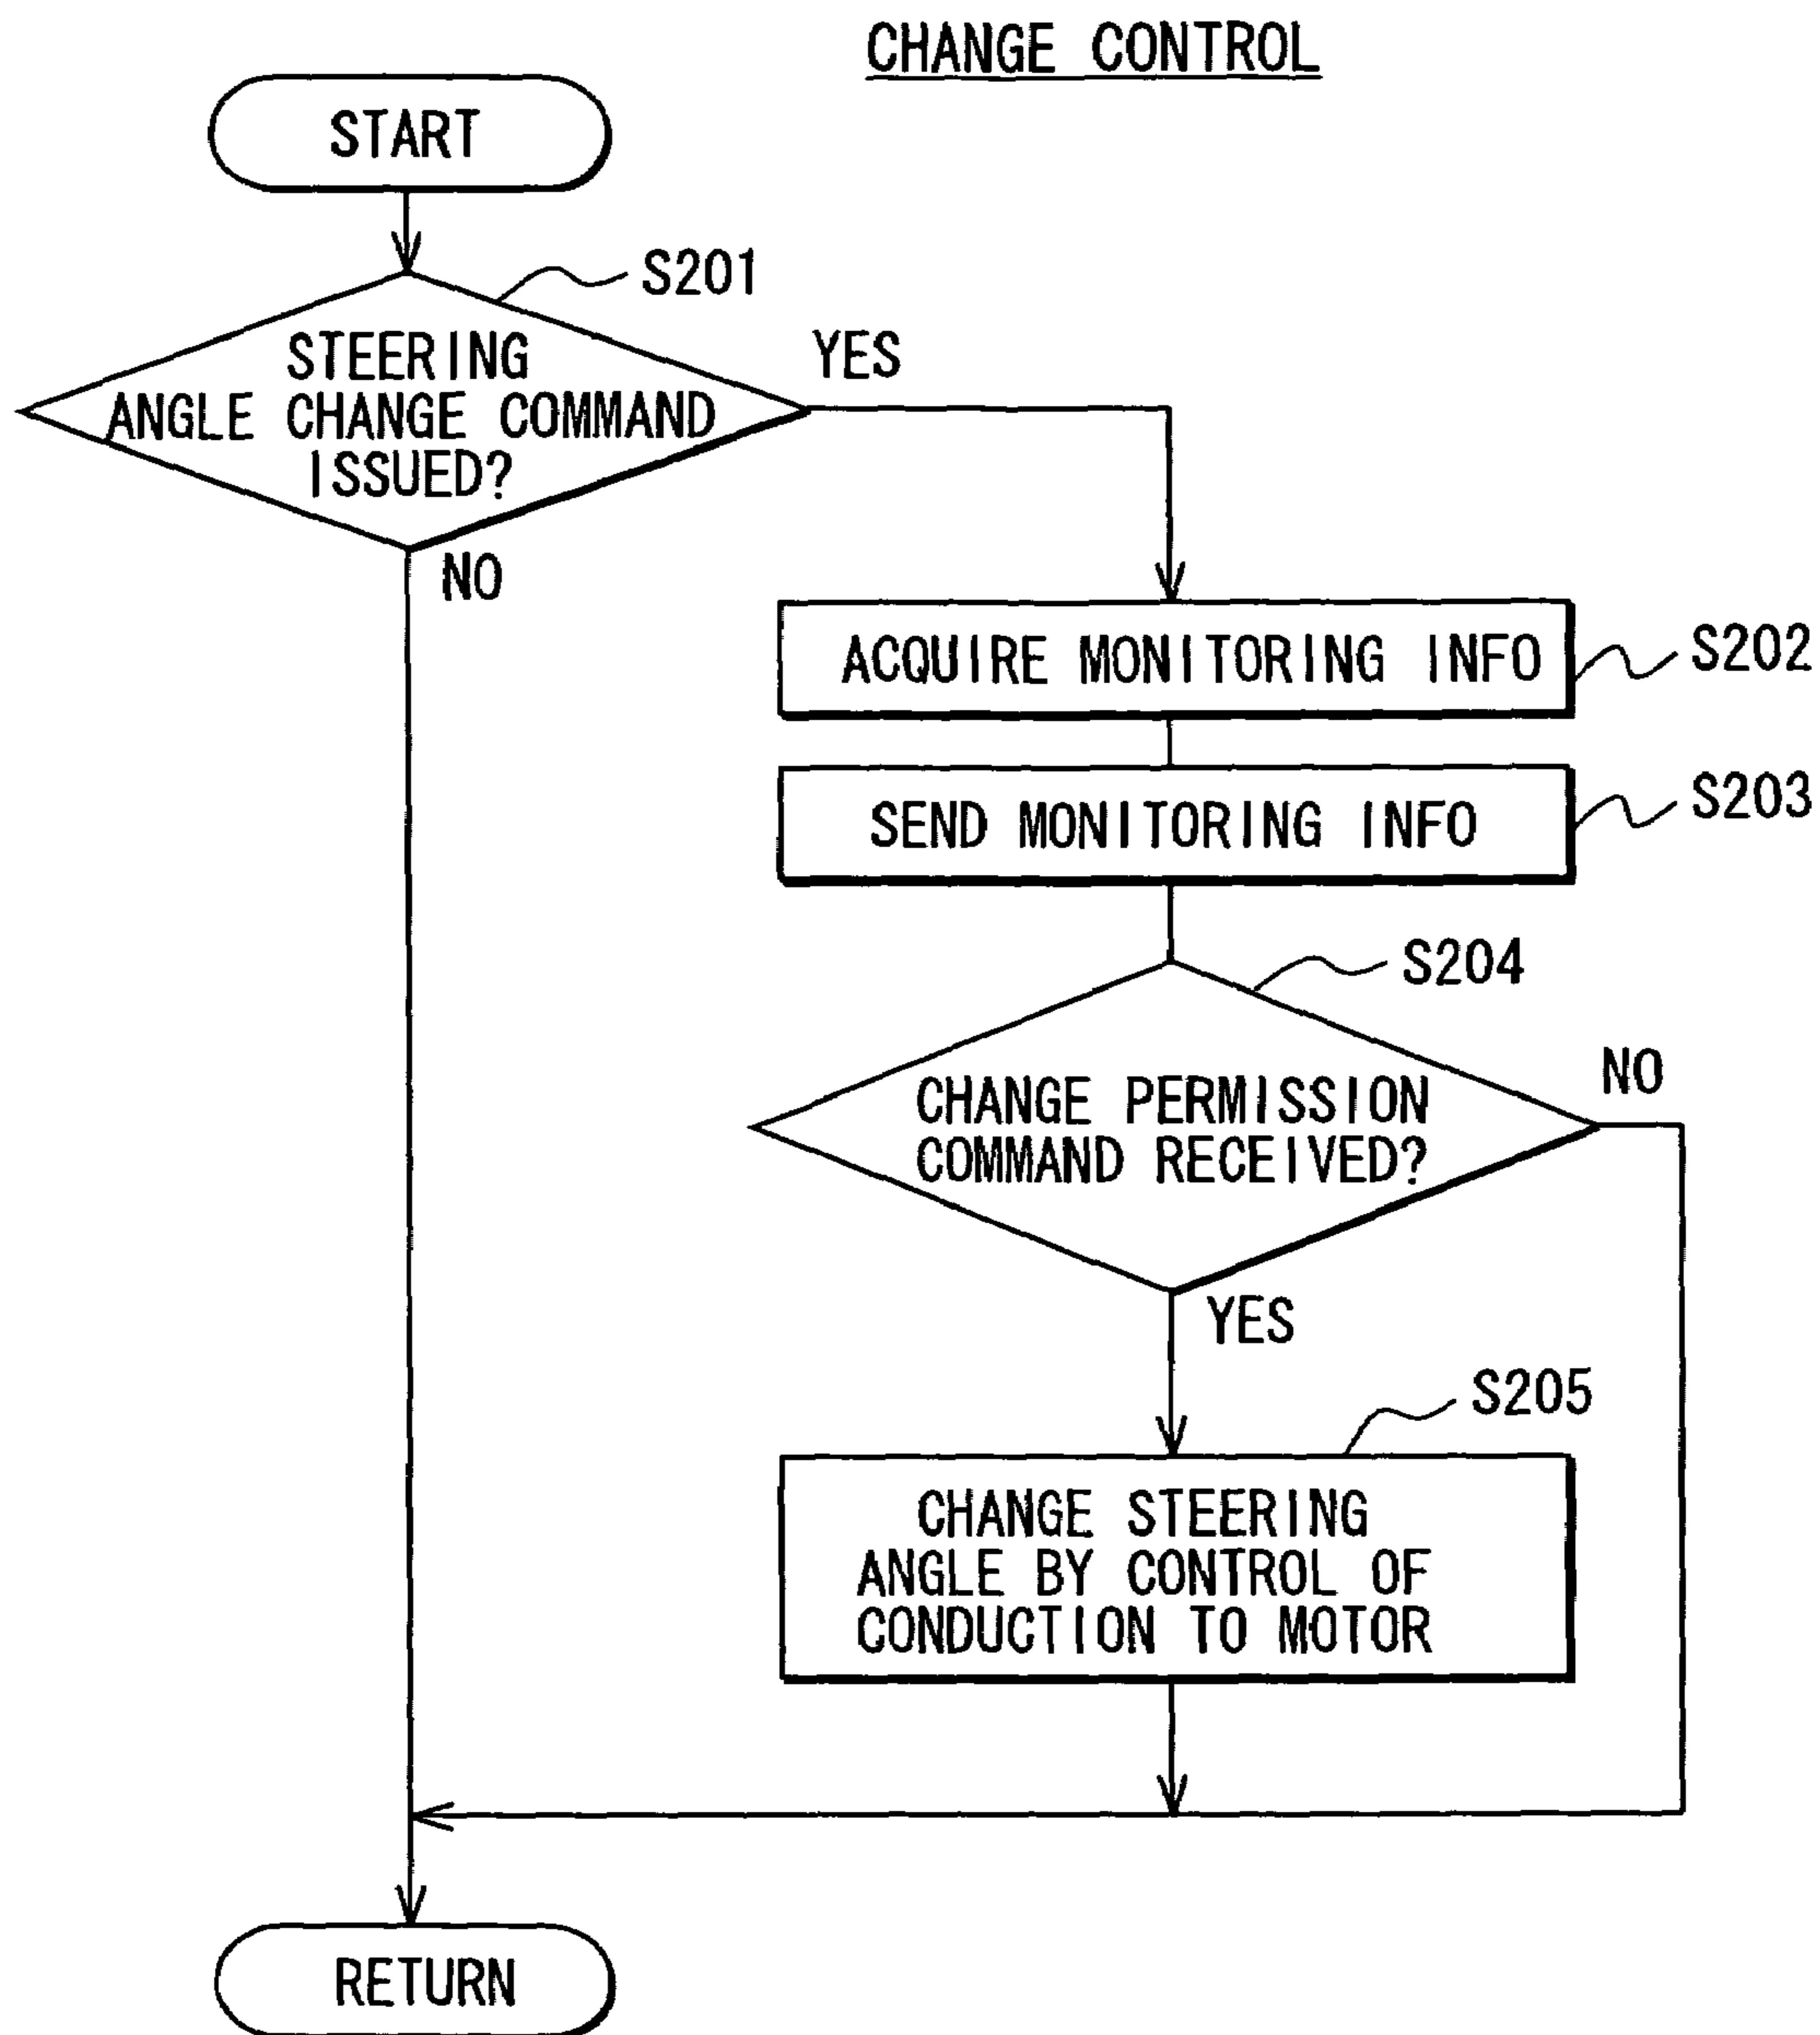 CHANGE CONTROL
START
S201
STEERING
ANGLE CHANGE COMMAND
ISSUED?
YES
NO
ACQUIRE MONITORING INFO
S202
SEND MONITORING INFO
S203
S204
CHANGE PERMISSION
COMMAND RECEIVED?
NO
YES
S205
CHANGE STEERING
ANGLE BY CONTROL OF
CONDUCTION TO MOTOR
RETURN